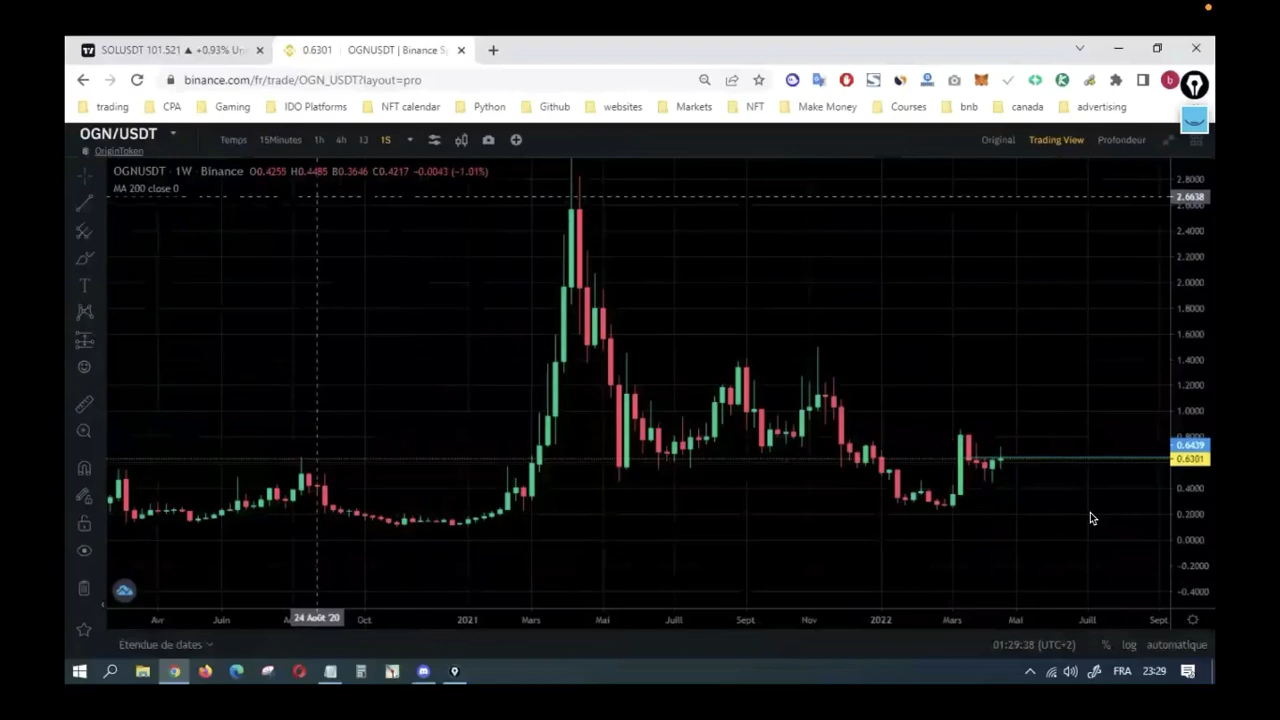 SOLUSDT 101.521 ▲ +0.93% Un
0.6301 OGNUSDT | Binance S
binance.com/fr/trade/OGN_USDT?layout=pro
trading CPA Gaming IDO Platforms NFT calendar Python Github websites Markets NFT Make Money Courses bnb canada advertising
OGN/USDT
OriginToken
Temps 15Minutes 1h 4h 1J 1S Original Trading View Profondeur
OGNUSDT · 1W · Binance O0.4255 H0.4485 B0.3646 C0.4217 -0.0043 (-1.01%)
MA 200 close 0
2.8000
2.6638
2.4000
2.2000
2.0000
1.8000
1.6000
1.4000
1.2000
1.0000
0.6439
0.6301
0.4000
0.2000
0.0000
-0.2000
-0.4000
Avr Juin 24 Août '20 Oct 2021 Mars Mai Juill Sept Nov 2022 Mars Mai Juill Sept
Étendue de dates 01:29:38 (UTC+2) % log automatique
FRA 23:29